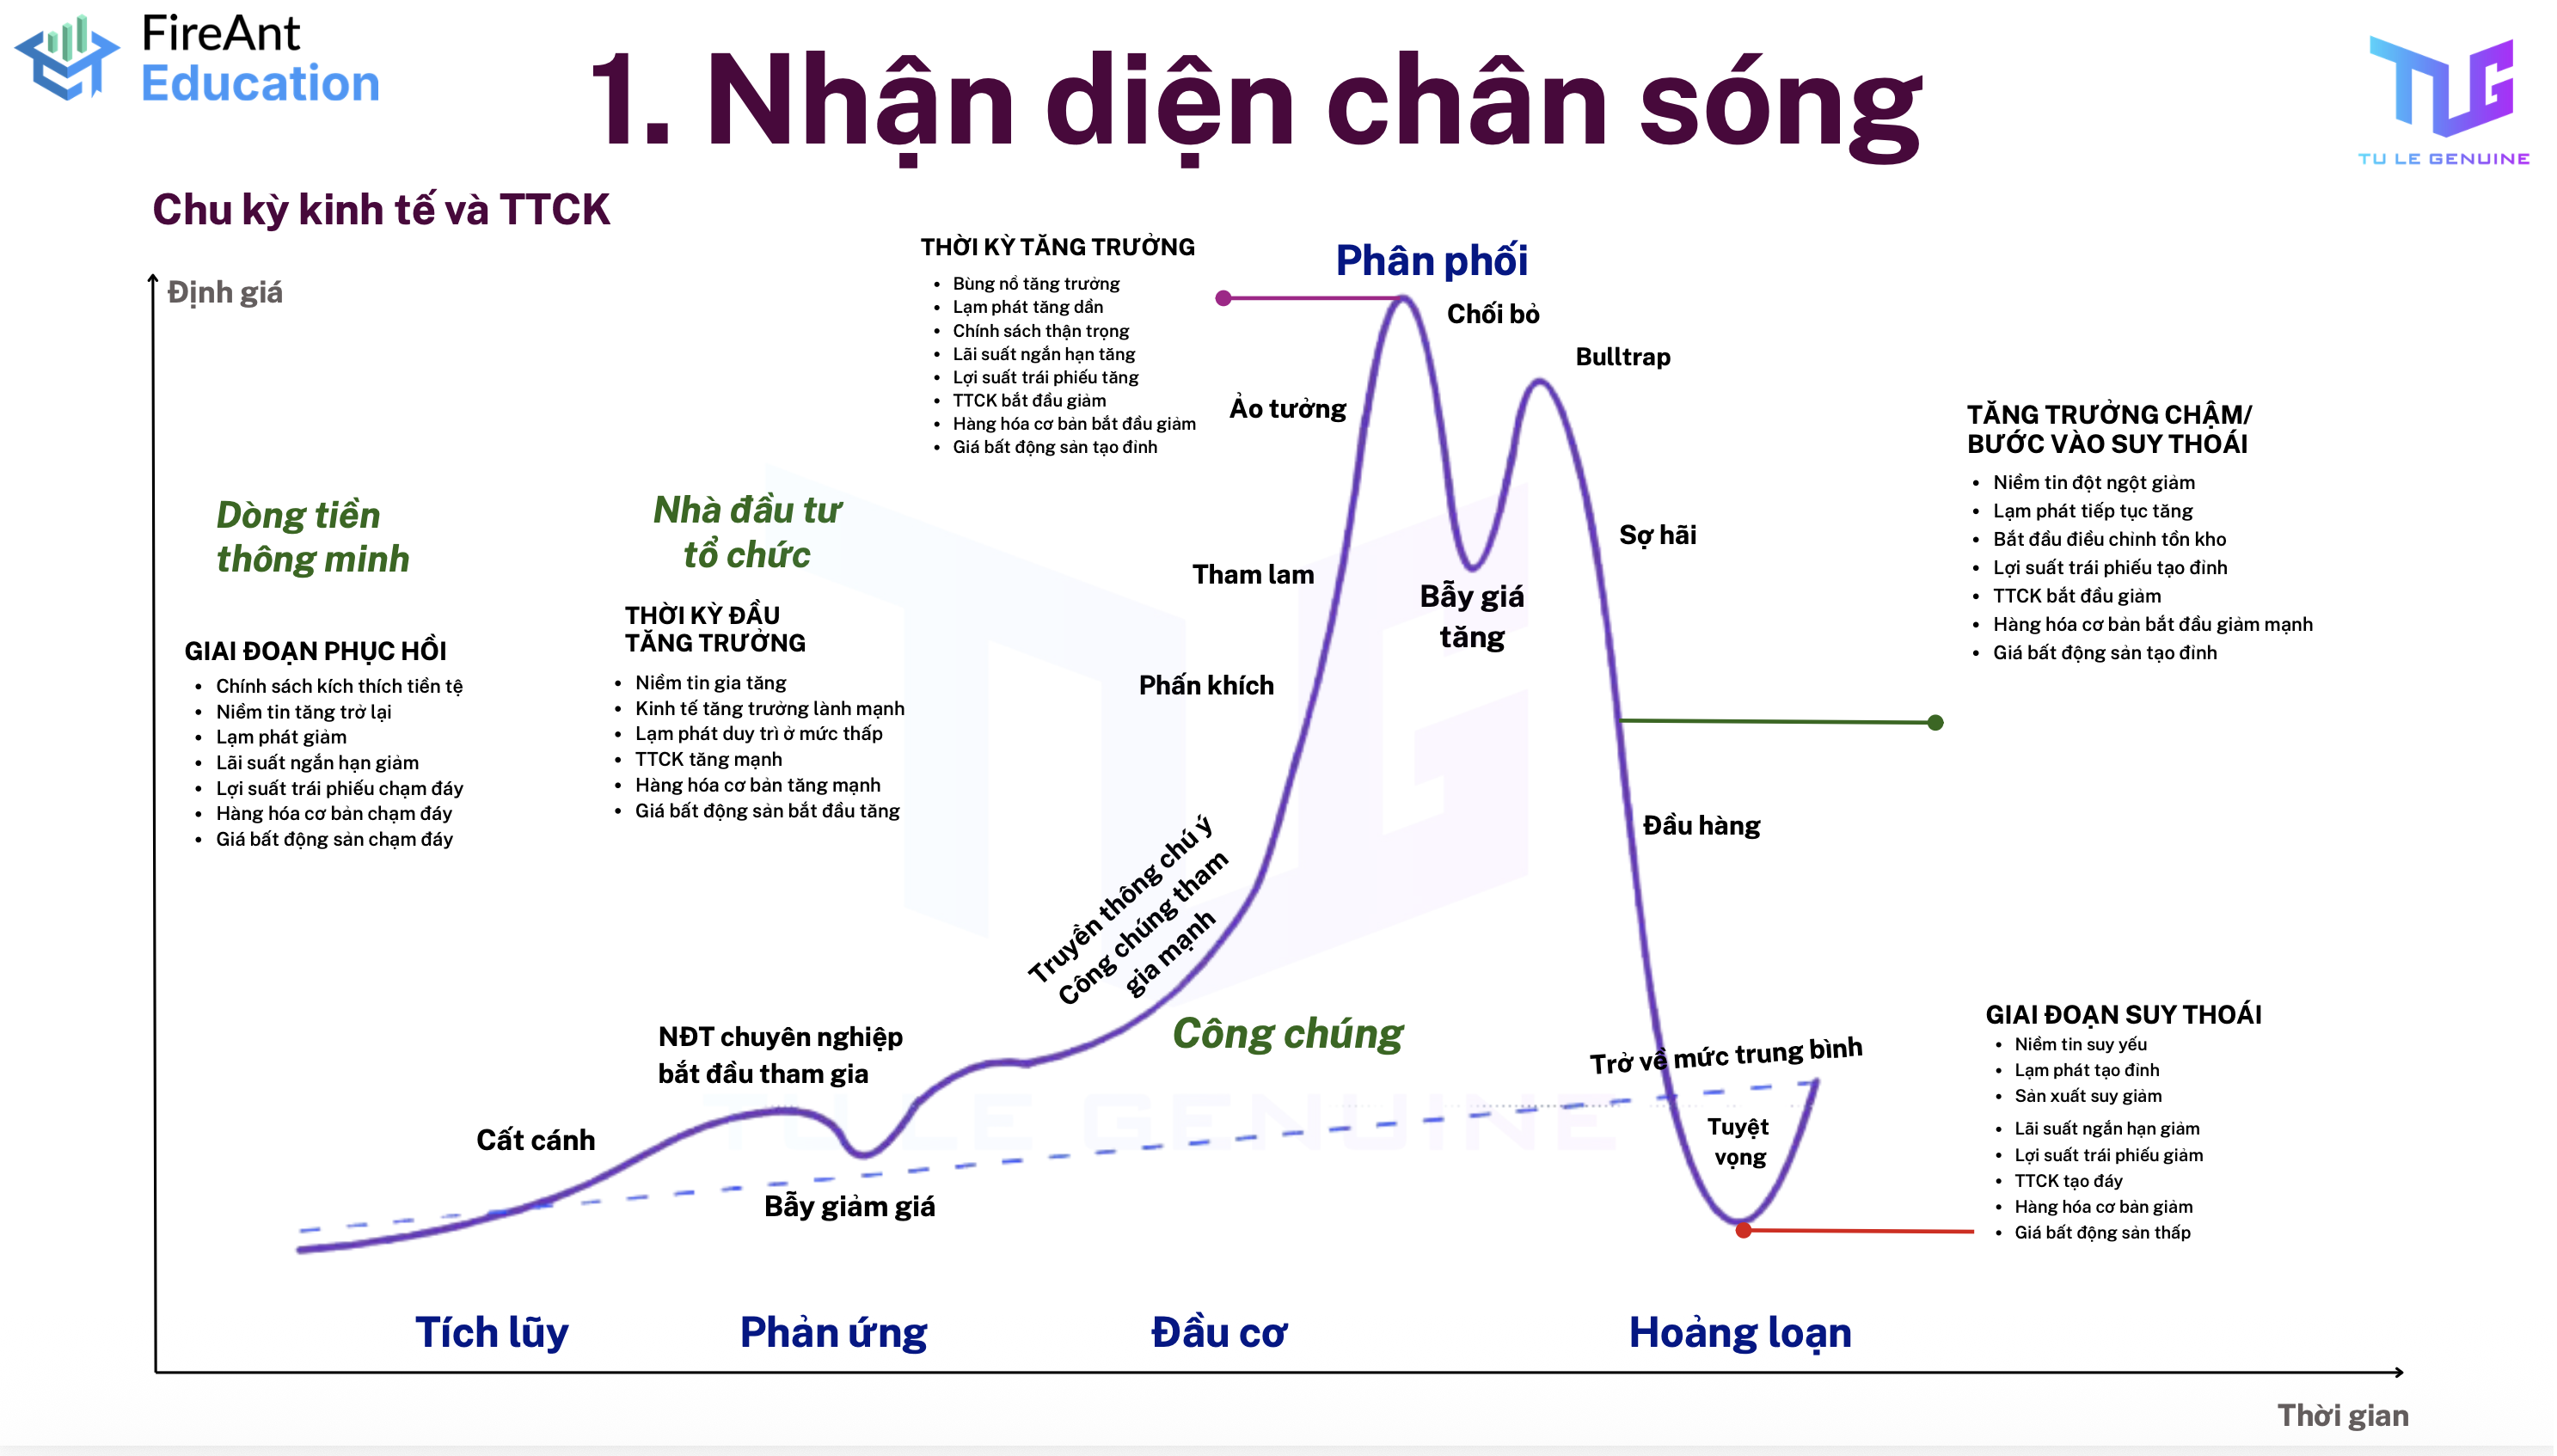 FireAnt
Education
1. Nhận diện chân sóng
TUG
TU LE GENUINE
Chu kỳ kinh tế và TTCK
Định giá
THỜI KỲ TĂNG TRƯỞNG
• Bùng nổ tăng trưởng
• Lạm phát tăng dần
• Chính sách thận trọng
• Lãi suất ngắn hạn tăng
• Lợi suất trái phiếu tăng
• TTCK bắt đầu giảm
• Hàng hóa cơ bản bắt đầu giảm
• Giá bất động sản tạo đỉnh
Phân phối
Chối bỏ
Bulltrap
Ảo tưởng
Tham lam
Phấn khích
Bẫy giá
tăng
Sợ hãi
Đầu hàng
TĂNG TRƯỞNG CHẬM/
BƯỚC VÀO SUY THOÁI
• Niềm tin đột ngột giảm
• Lạm phát tiếp tục tăng
• Bắt đầu điều chỉnh tồn kho
• Lợi suất trái phiếu tạo đỉnh
• TTCK bắt đầu giảm
• Hàng hóa cơ bản bắt đầu giảm mạnh
• Giá bất động sản tạo đỉnh
Dòng tiền
thông minh
GIAI ĐOẠN PHỤC HỒI
• Chính sách kích thích tiền tệ
• Niềm tin tăng trở lại
• Lạm phát giảm
• Lãi suất ngắn hạn giảm
• Lợi suất trái phiếu chạm đáy
• Hàng hóa cơ bản chạm đáy
• Giá bất động sản chạm đáy
Nhà đầu tư
tổ chức
THỜI KỲ ĐẦU
TĂNG TRƯỞNG
• Niềm tin gia tăng
• Kinh tế tăng trưởng lành mạnh
• Lạm phát duy trì ở mức thấp
• TTCK tăng mạnh
• Hàng hóa cơ bản tăng mạnh
• Giá bất động sản bắt đầu tăng
Truyền thông chú ý
Công chúng tham
gia mạnh
Công chúng
NĐT chuyên nghiệp
bắt đầu tham gia
Cất cánh
Bẫy giảm giá
TU LE GENUINE
Trở về mức trung bình
Tuyệt
vọng
GIAI ĐOẠN SUY THOÁI
• Niềm tin suy yếu
• Lạm phát tạo đỉnh
• Sản xuất suy giảm
• Lãi suất ngắn hạn giảm
• Lợi suất trái phiếu giảm
• TTCK tạo đáy
• Hàng hóa cơ bản giảm
• Giá bất động sản thấp
Tích lũy
Phản ứng
Đầu cơ
Hoảng loạn
Thời gian